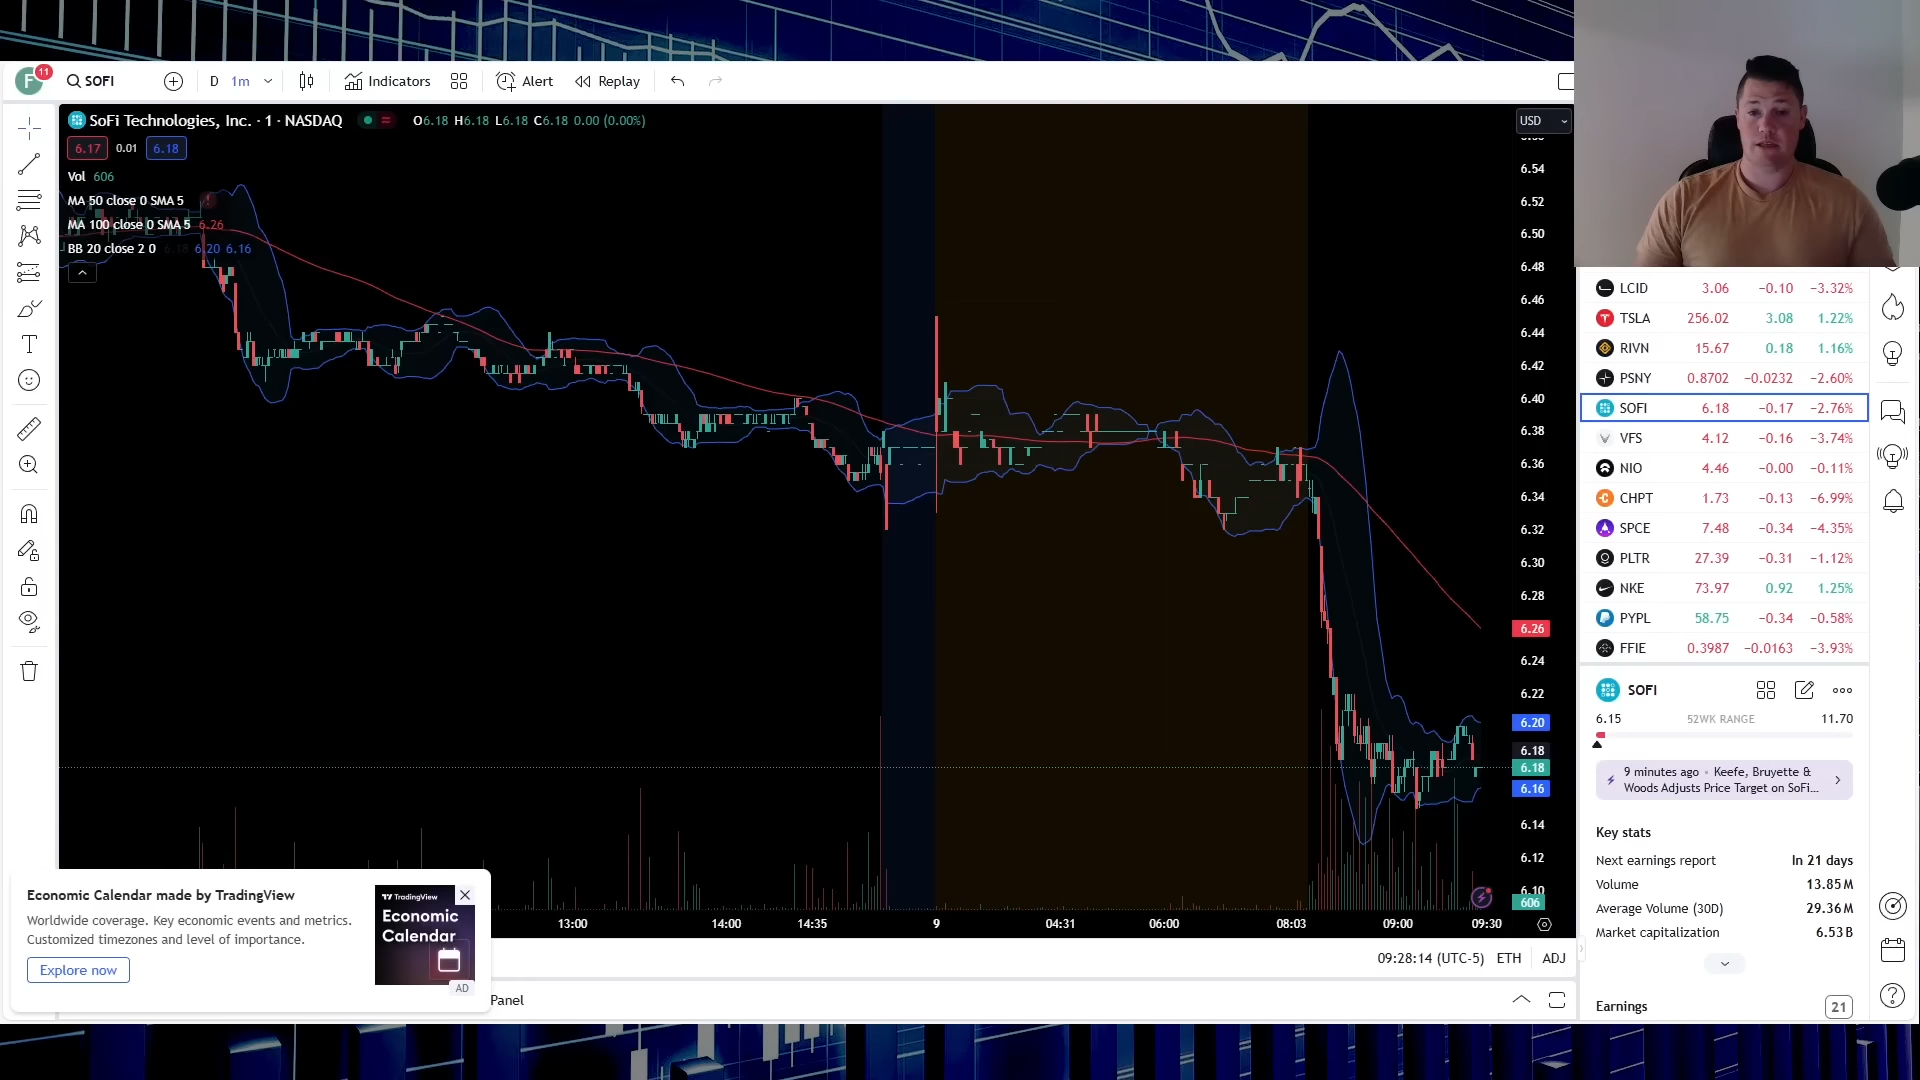 F
11
SOFI
D
1m
Indicators
Alert
Replay
SoFi Technologies, Inc. · 1 · NASDAQ
O6.18 H6.18 L6.18 C6.18 0.00 (0.00%)
USD
6.17 0.01 6.18
Vol 606
MA 50 close 0 SMA 5
MA 100 close 0 SMA 5 6.26
BB 20 close 2 0 6.18 6.20 6.16
6.54
6.52
6.50
6.48
6.46
6.44
6.42
6.40
6.38
6.36
6.34
6.32
6.30
6.28
6.26
6.24
6.22
6.20
6.18
6.18
6.16
6.14
6.12
6.10
606
13:00 14:00 14:35 9 04:31 06:00 08:03 09:00 09:30
09:28:14 (UTC-5) ETH ADJ
Panel
Economic Calendar made by TradingView
Worldwide coverage. Key economic events and metrics.
Customized timezones and level of importance.
Explore now
TradingView
Economic
Calendar
AD
LCID 3.06 −0.10 −3.32%
TSLA 256.02 3.08 1.22%
RIVN 15.67 0.18 1.16%
PSNY 0.8702 −0.0232 −2.60%
SOFI 6.18 −0.17 −2.76%
VFS 4.12 −0.16 −3.74%
NIO 4.46 −0.00 −0.11%
CHPT 1.73 −0.13 −6.99%
SPCE 7.48 −0.34 −4.35%
PLTR 27.39 −0.31 −1.12%
NKE 73.97 0.92 1.25%
PYPL 58.75 −0.34 −0.58%
FFIE 0.3987 −0.0163 −3.93%
SOFI
6.15 52WK RANGE 11.70
9 minutes ago • Keefe, Bruyette &
Woods Adjusts Price Target on SoFi...
Key stats
Next earnings report In 21 days
Volume 13.85M
Average Volume (30D) 29.36M
Market capitalization 6.53B
Earnings 21